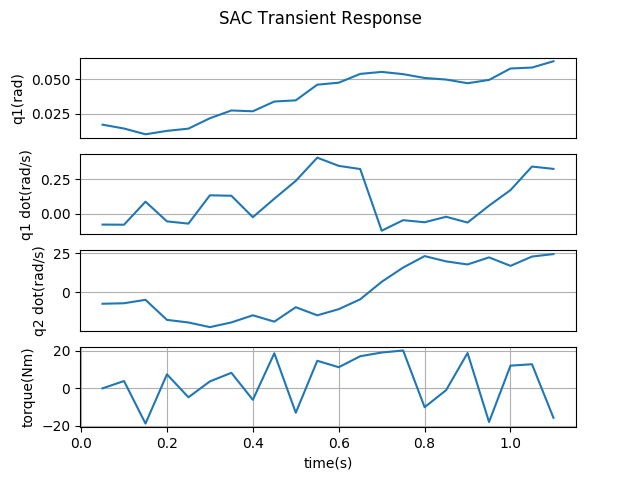 SAC Transient Response
q1(rad)
0.050
0.025
q1 dot(rad/s)
0.25
0.00
q2 dot(rad/s)
25
0
torque(Nm)
20
0
−20
0.0 0.2 0.4 0.6 0.8 1.0
time(s)